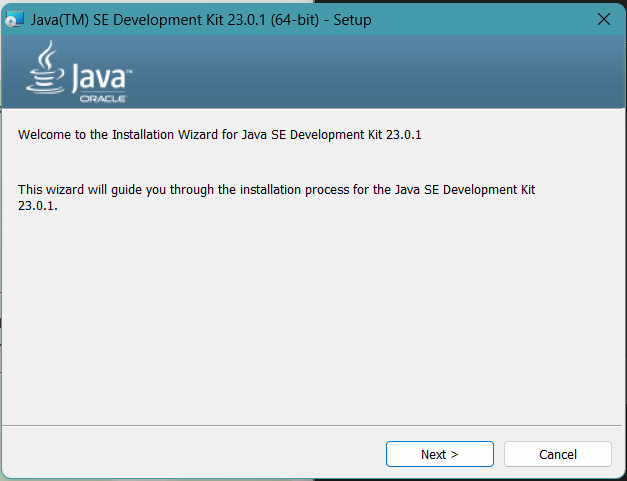 Java(TM) SE Development Kit 23.0.1 (64-bit) - Setup
Java™
ORACLE
Welcome to the Installation Wizard for Java SE Development Kit 23.0.1
This wizard will guide you through the installation process for the Java SE Development Kit
23.0.1.
Next >
Cancel